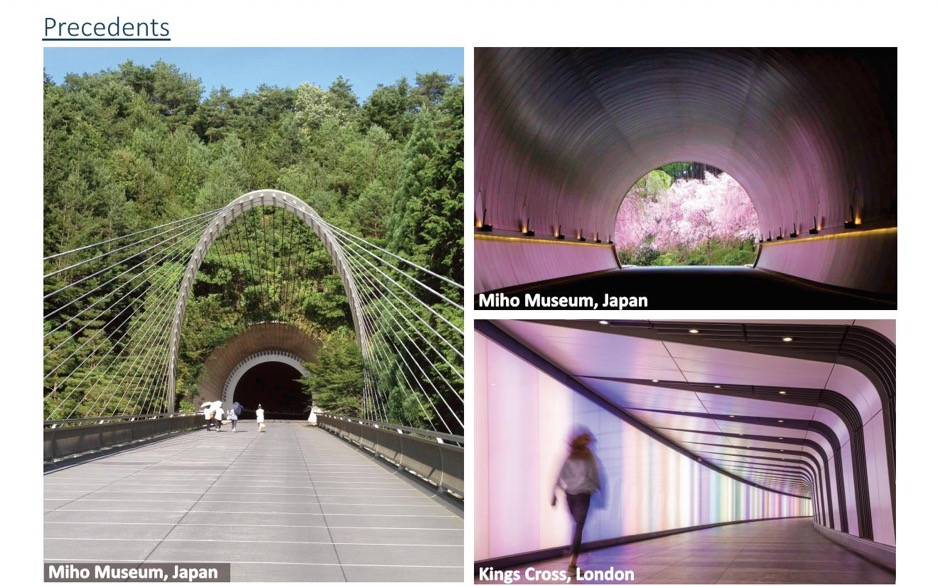 Precedents
Miho Museum, Japan
Miho Museum, Japan
Kings Cross, London